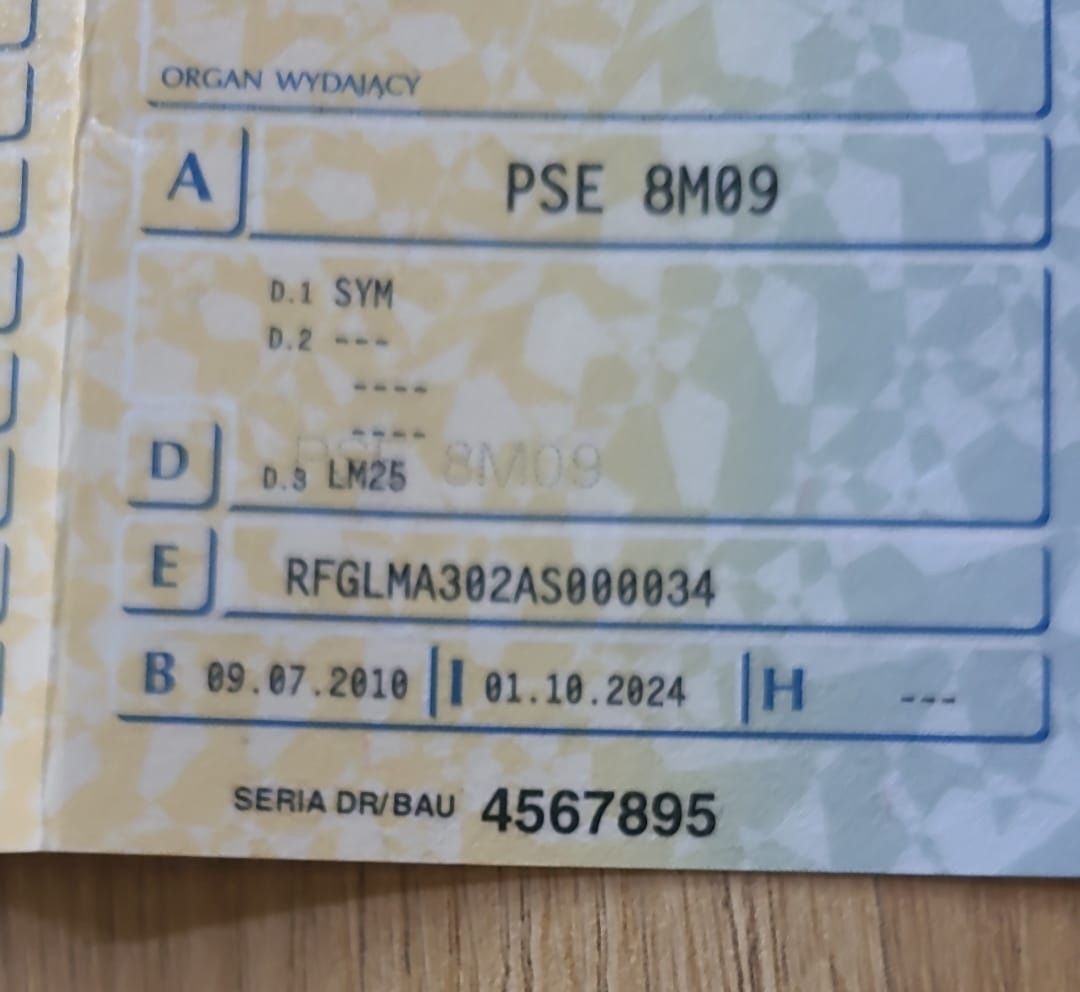 ORGAN WYDAJĄCY
A PSE 8M09
D.1 SYM
D.2 ---
----
----
PSE 8M09
D D.3 LM25
E RFGLMA302AS000034
B 09.07.2010 I 01.10.2024 H ---
SERIA DR/BAU 4567895